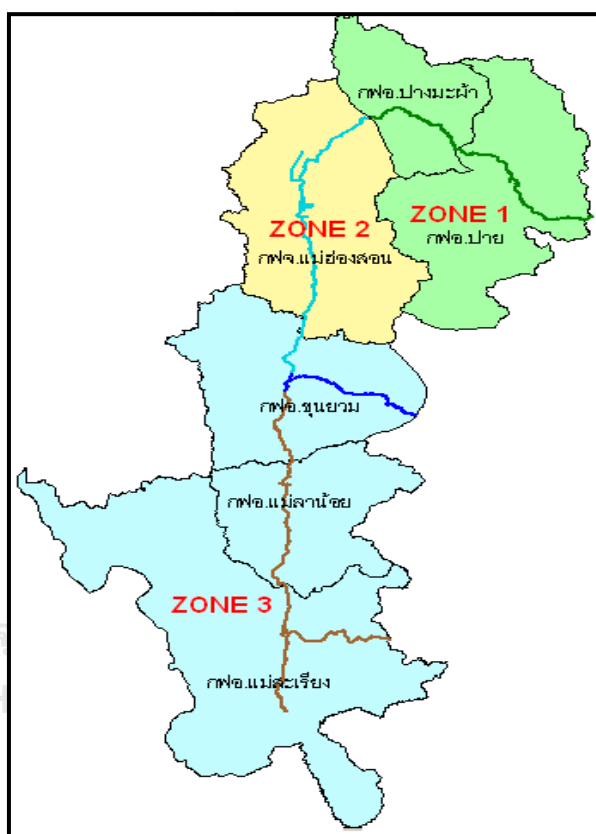 กฟอ.ปางมะผ้า
ZONE 1
กฟอ.ปาย
ZONE 2
กฟจ.แม่ฮ่องสอน
กฟอ.ขุนยวม
กฟอ.แม่ลาน้อย
ZONE 3
กฟอ.แม่สะเรียง